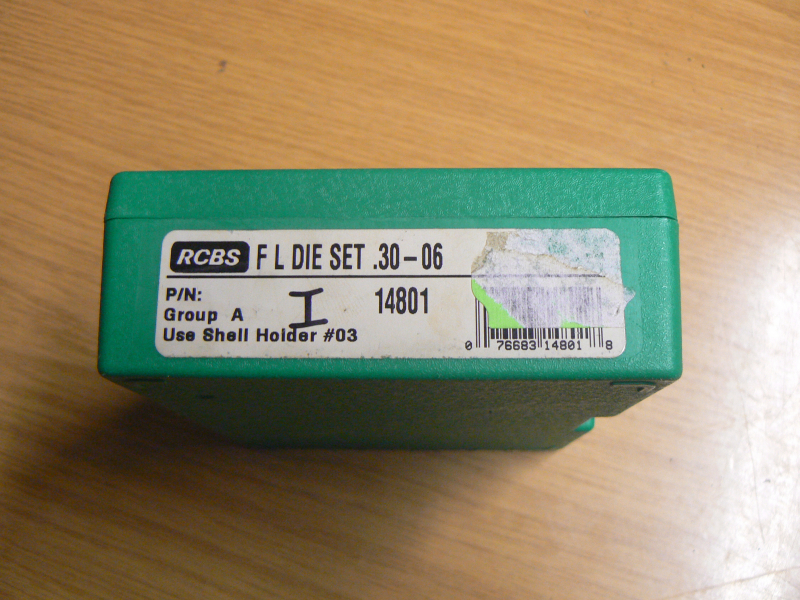 RCBS F L DIE SET .30-06
P/N: 14801
Group A I
Use Shell Holder #03
0 76683 14801 8